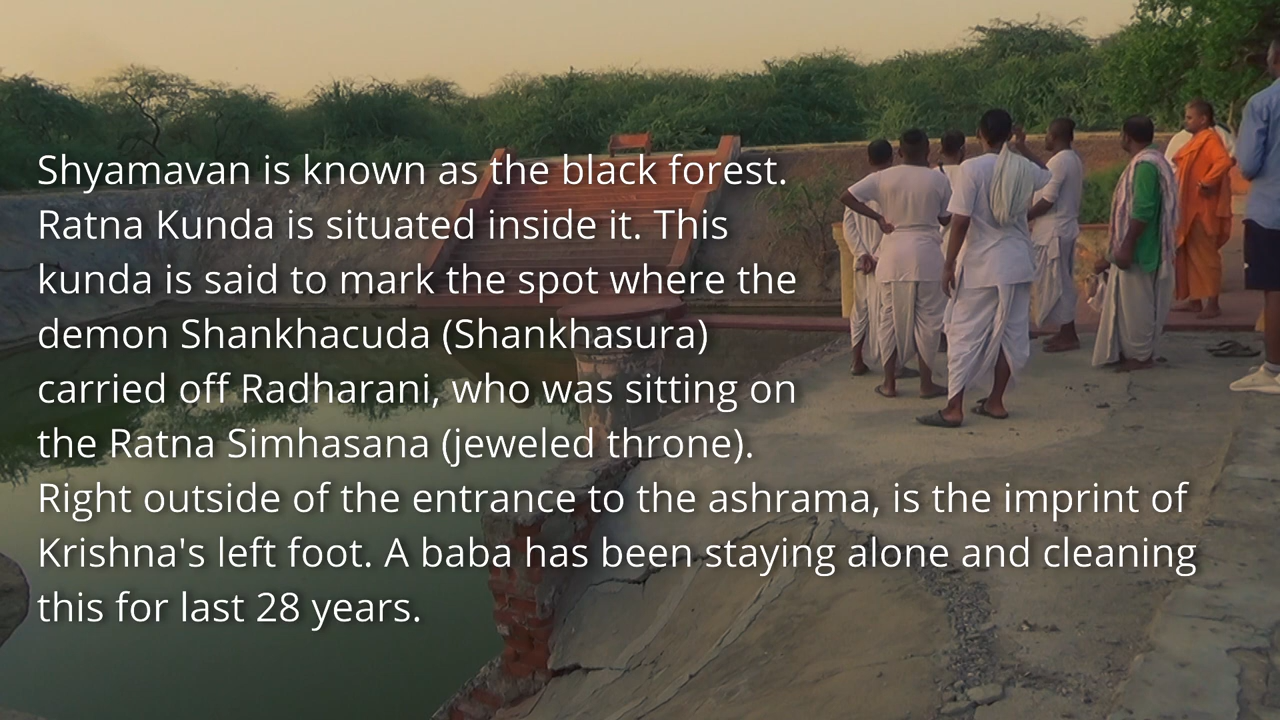 Shyamavan is known as the black forest.
Ratna Kunda is situated inside it. This
kunda is said to mark the spot where the
demon Shankhacuda (Shankhasura)
carried off Radharani, who was sitting on
the Ratna Simhasana (jeweled throne).
Right outside of the entrance to the ashrama, is the imprint of
Krishna's left foot. A baba has been staying alone and cleaning
this for last 28 years.